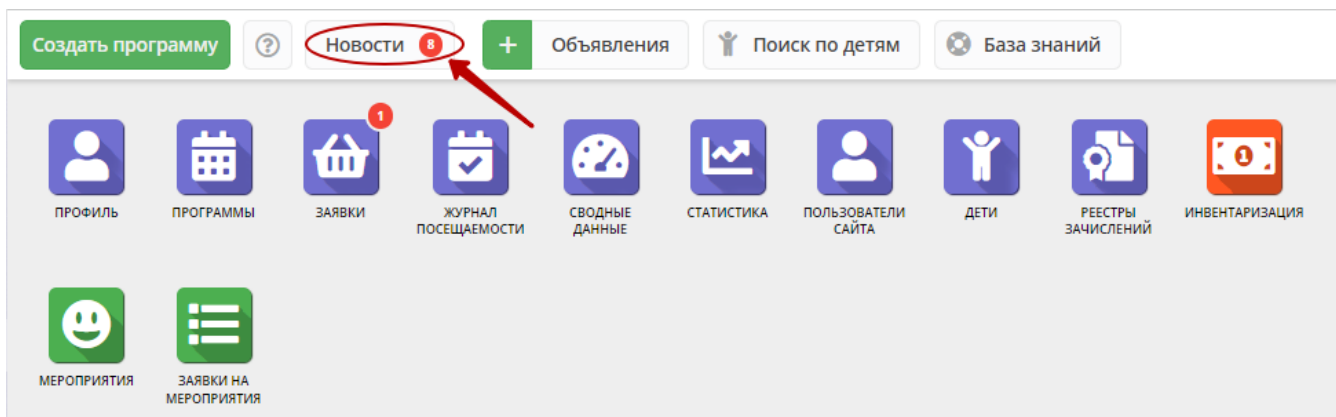 Создать программу
?
Новости 8
+ Объявления
Поиск по детям
База знаний
1
ПРОФИЛЬ
ПРОГРАММЫ
ЗАЯВКИ
ЖУРНАЛ
ПОСЕЩАЕМОСТИ
СВОДНЫЕ
ДАННЫЕ
СТАТИСТИКА
ПОЛЬЗОВАТЕЛИ
САЙТА
ДЕТИ
РЕЕСТРЫ
ЗАЧИСЛЕНИЙ
1
ИНВЕНТАРИЗАЦИЯ
МЕРОПРИЯТИЯ
ЗАЯВКИ НА
МЕРОПРИЯТИЯ